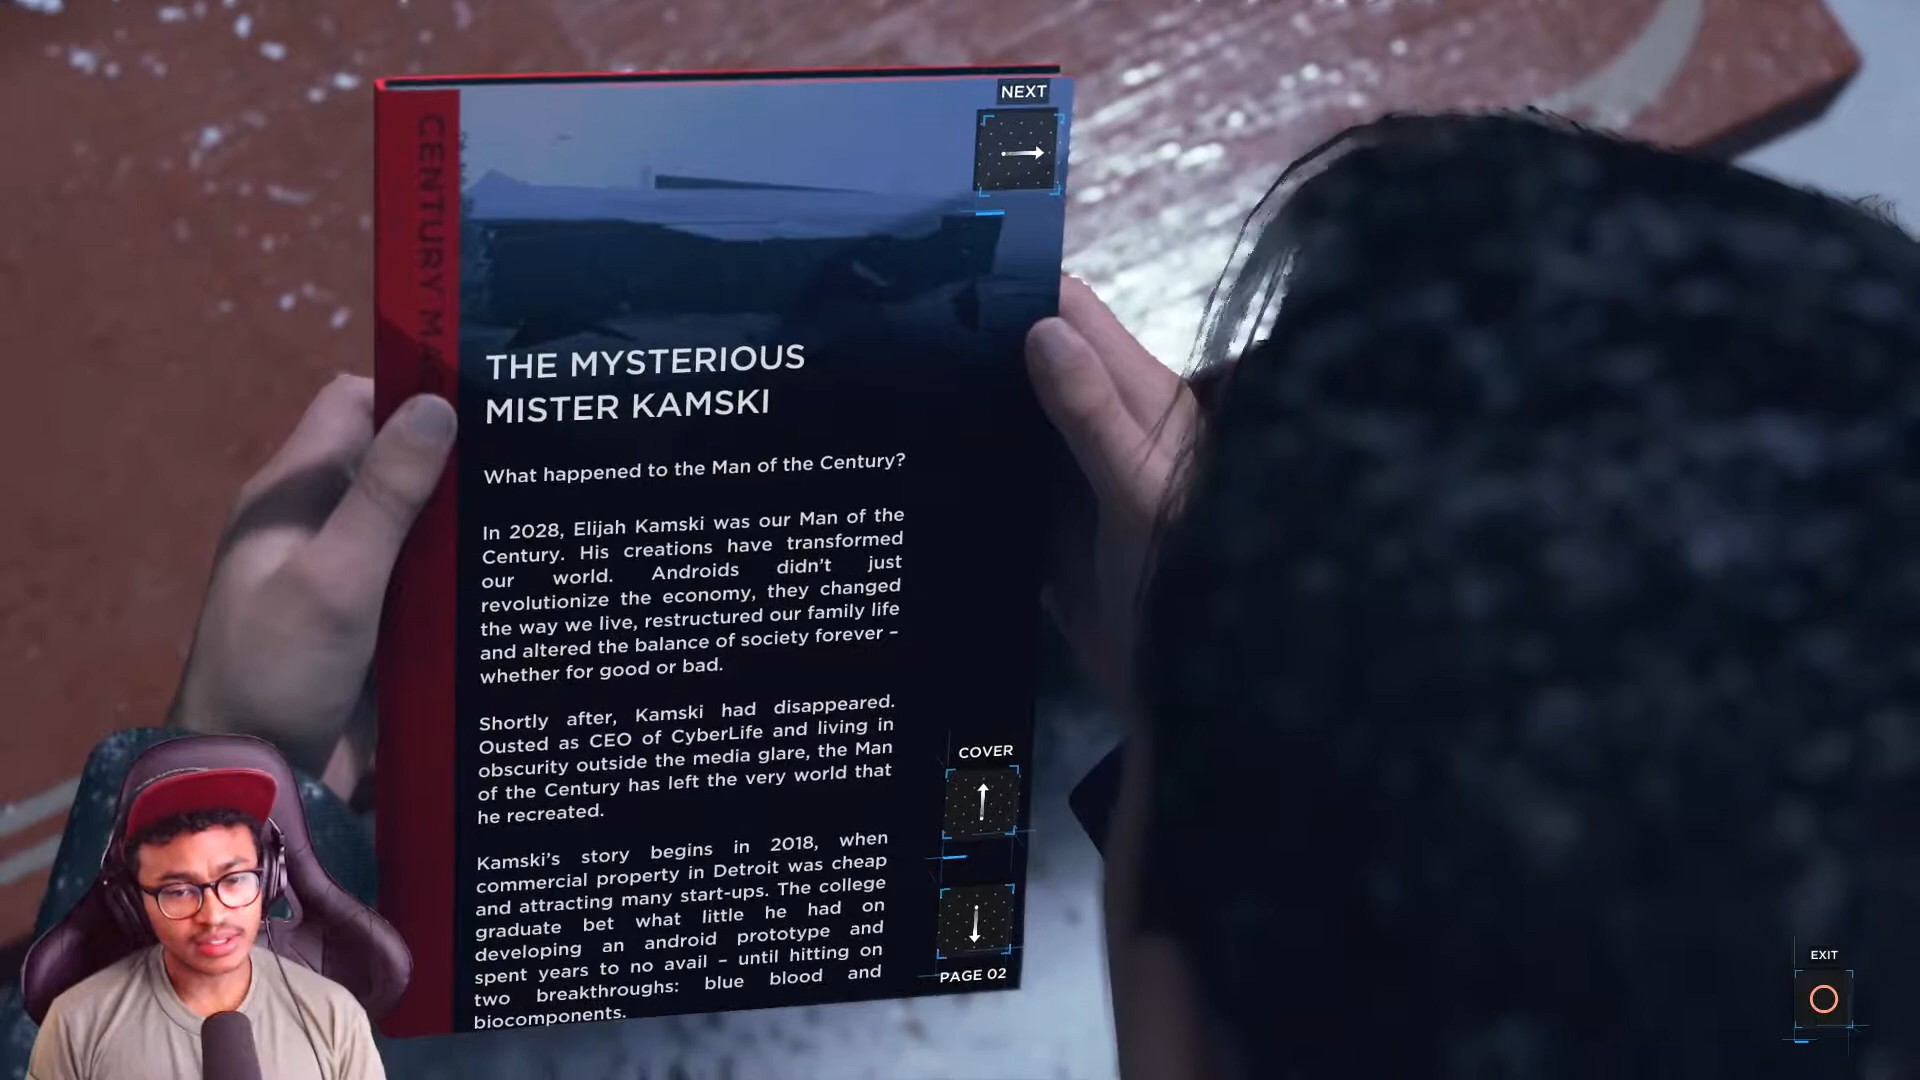 CENTURY
NEXT
THE MYSTERIOUS
MISTER KAMSKI
What happened to the Man of the Century?
In 2028, Elijah Kamski was our Man of the
Century. His creations have transformed
our world. Androids didn't just
revolutionize the economy, they changed
the way we live, restructured our family life
and altered the balance of society forever –
whether for good or bad.
Shortly after, Kamski had disappeared.
Ousted as CEO of CyberLife and living in
obscurity outside the media glare, the Man
of the Century has left the very world that
he recreated.
Kamski's story begins in 2018, when
commercial property in Detroit was cheap
and attracting many start-ups. The college
graduate bet what little he had on
developing an android prototype and
spent years to no avail – until hitting on
two breakthroughs: blue blood and
biocomponents.
COVER
PAGE 02
EXIT